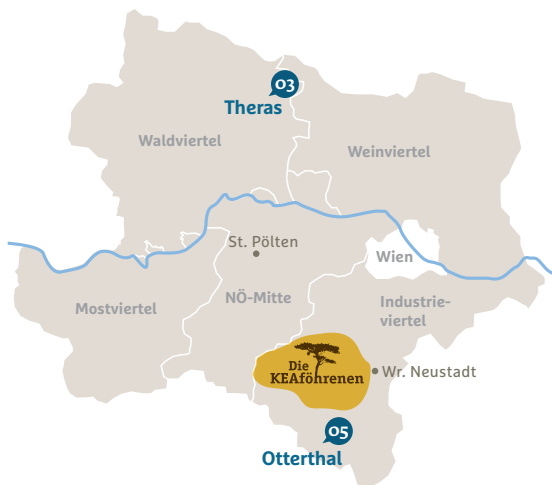 03
Theras
Waldviertel
Weinviertel
St. Pölten
Wien
Mostviertel
NÖ-Mitte
Industrie-
viertel
Die
KEAföhrenen
Wr. Neustadt
05
Otterthal